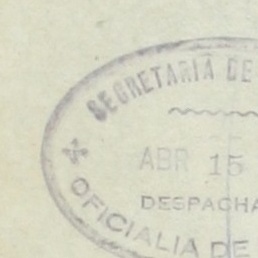 SECRETARIA DE
ABR 15
DESPACHA
OFICIALIA DE